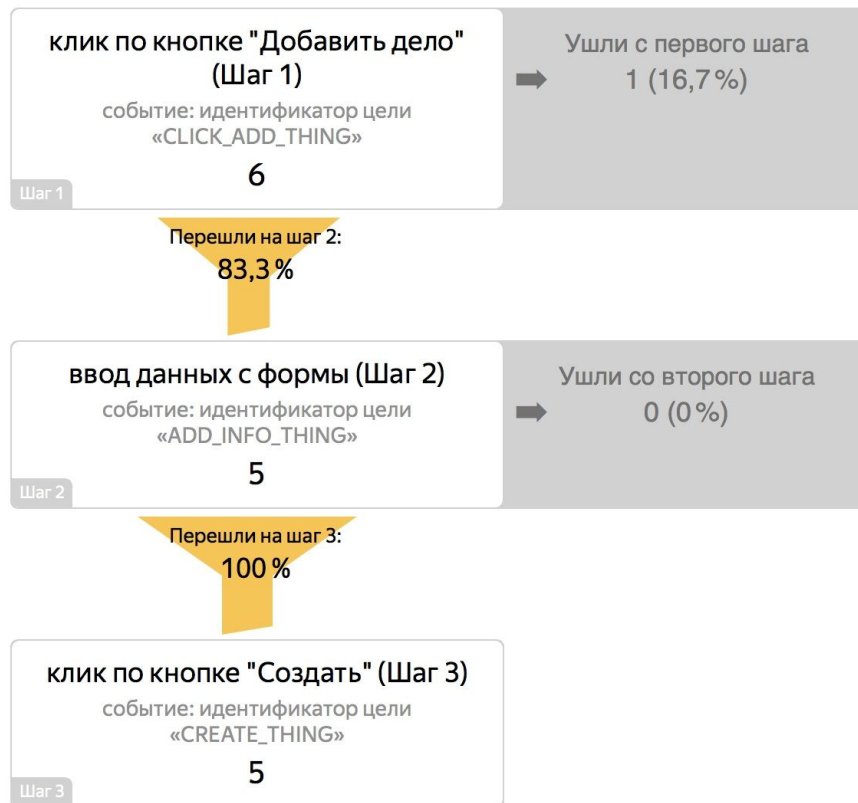 клик по кнопке "Добавить дело"
(Шаг 1)
событие: идентификатор цели
«CLICK_ADD_THING»
6
Шаг 1
Ушли с первого шага
1 (16,7 %)
Перешли на шаг 2:
83,3 %
ввод данных с формы (Шаг 2)
событие: идентификатор цели
«ADD_INFO_THING»
5
Шаг 2
Ушли со второго шага
0 (0 %)
Перешли на шаг 3:
100 %
клик по кнопке "Создать" (Шаг 3)
событие: идентификатор цели
«CREATE_THING»
5
Шаг 3